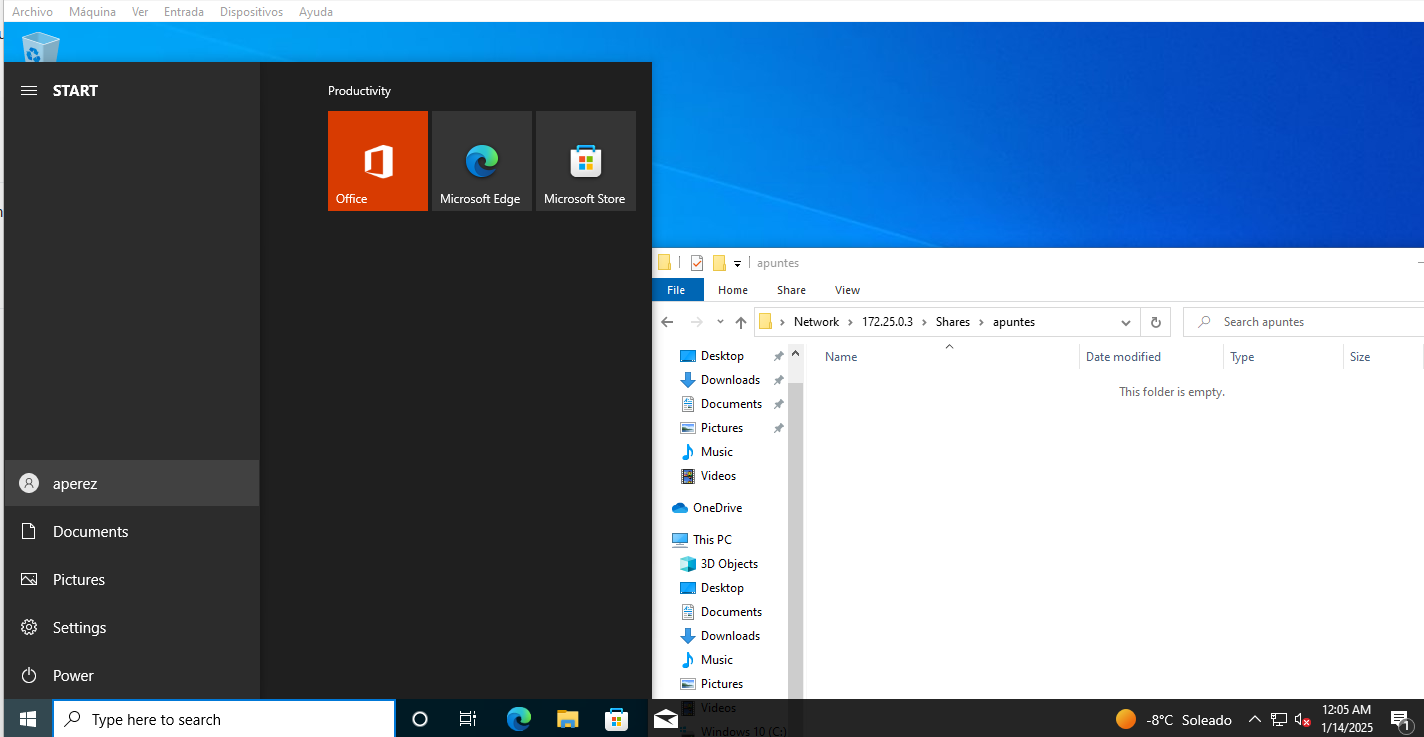 Archivo Máquina Ver Entrada Dispositivos Ayuda
START
Productivity
Office
Microsoft Edge
Microsoft Store
aperez
Documents
Pictures
Settings
Power
apuntes
File Home Share View
Network 172.25.0.3 Shares apuntes
Search apuntes
Name Date modified Type Size
This folder is empty.
Desktop
Downloads
Documents
Pictures
Music
Videos
OneDrive
This PC
3D Objects
Desktop
Documents
Downloads
Music
Pictures
Videos
Windows 10 (C:)
Type here to search
-8°C Soleado
12:05 AM
1/14/2025
1